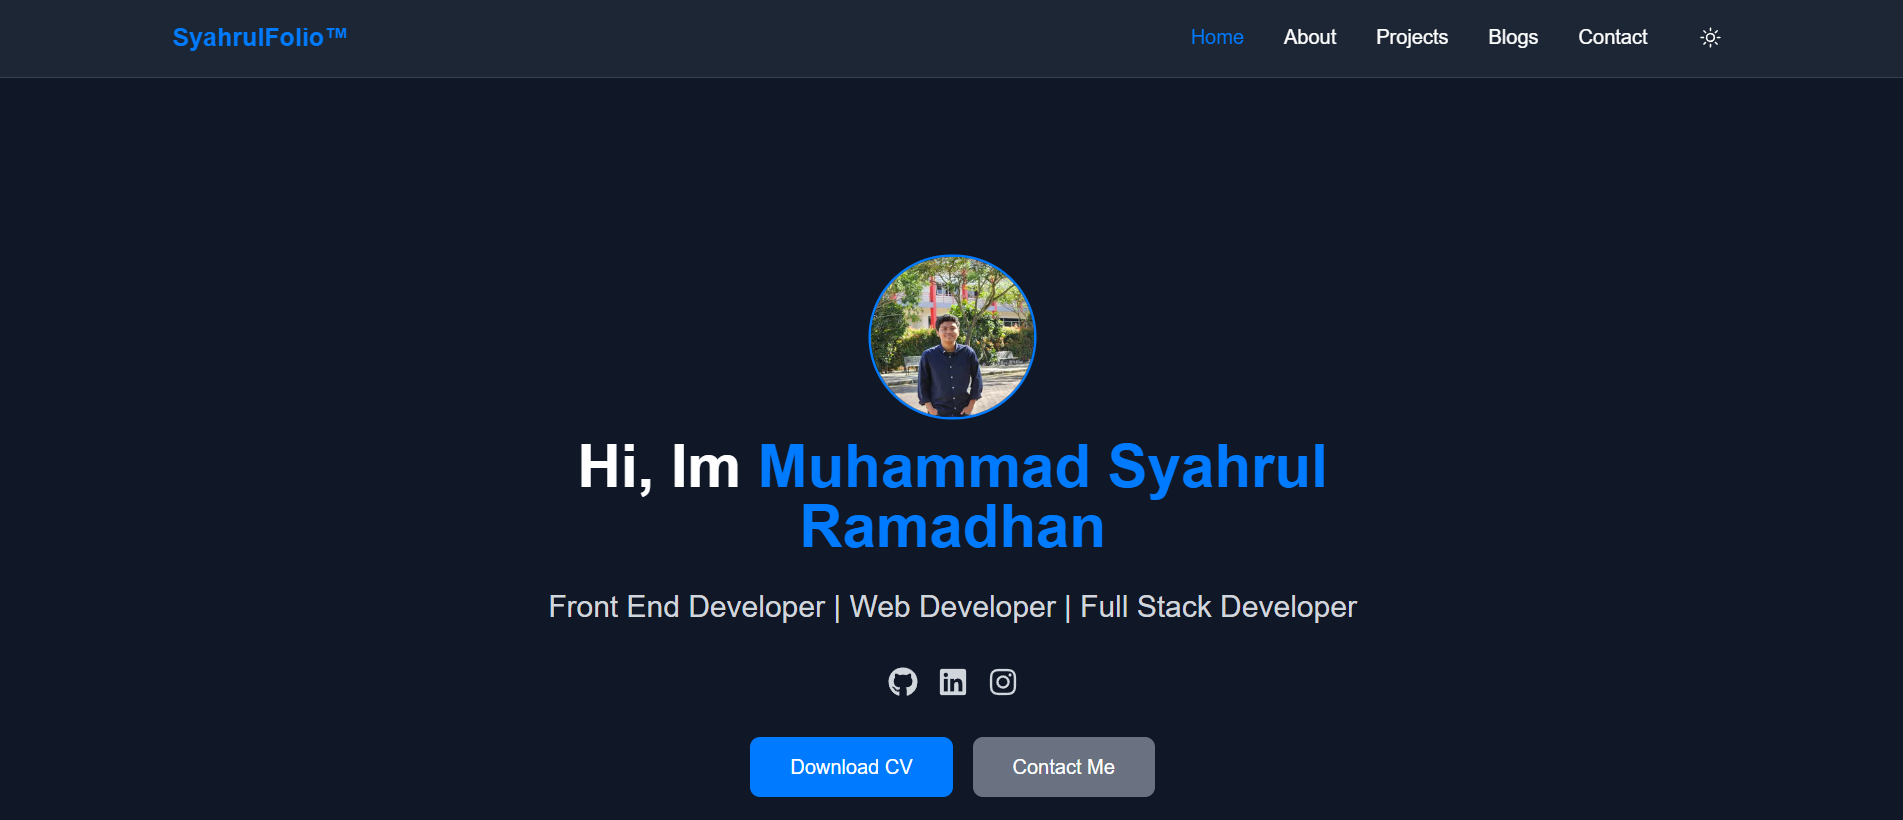 SyahrulFolio™
Home
About
Projects
Blogs
Contact
Hi, Im Muhammad Syahrul
Ramadhan
Front End Developer | Web Developer | Full Stack Developer
Download CV
Contact Me